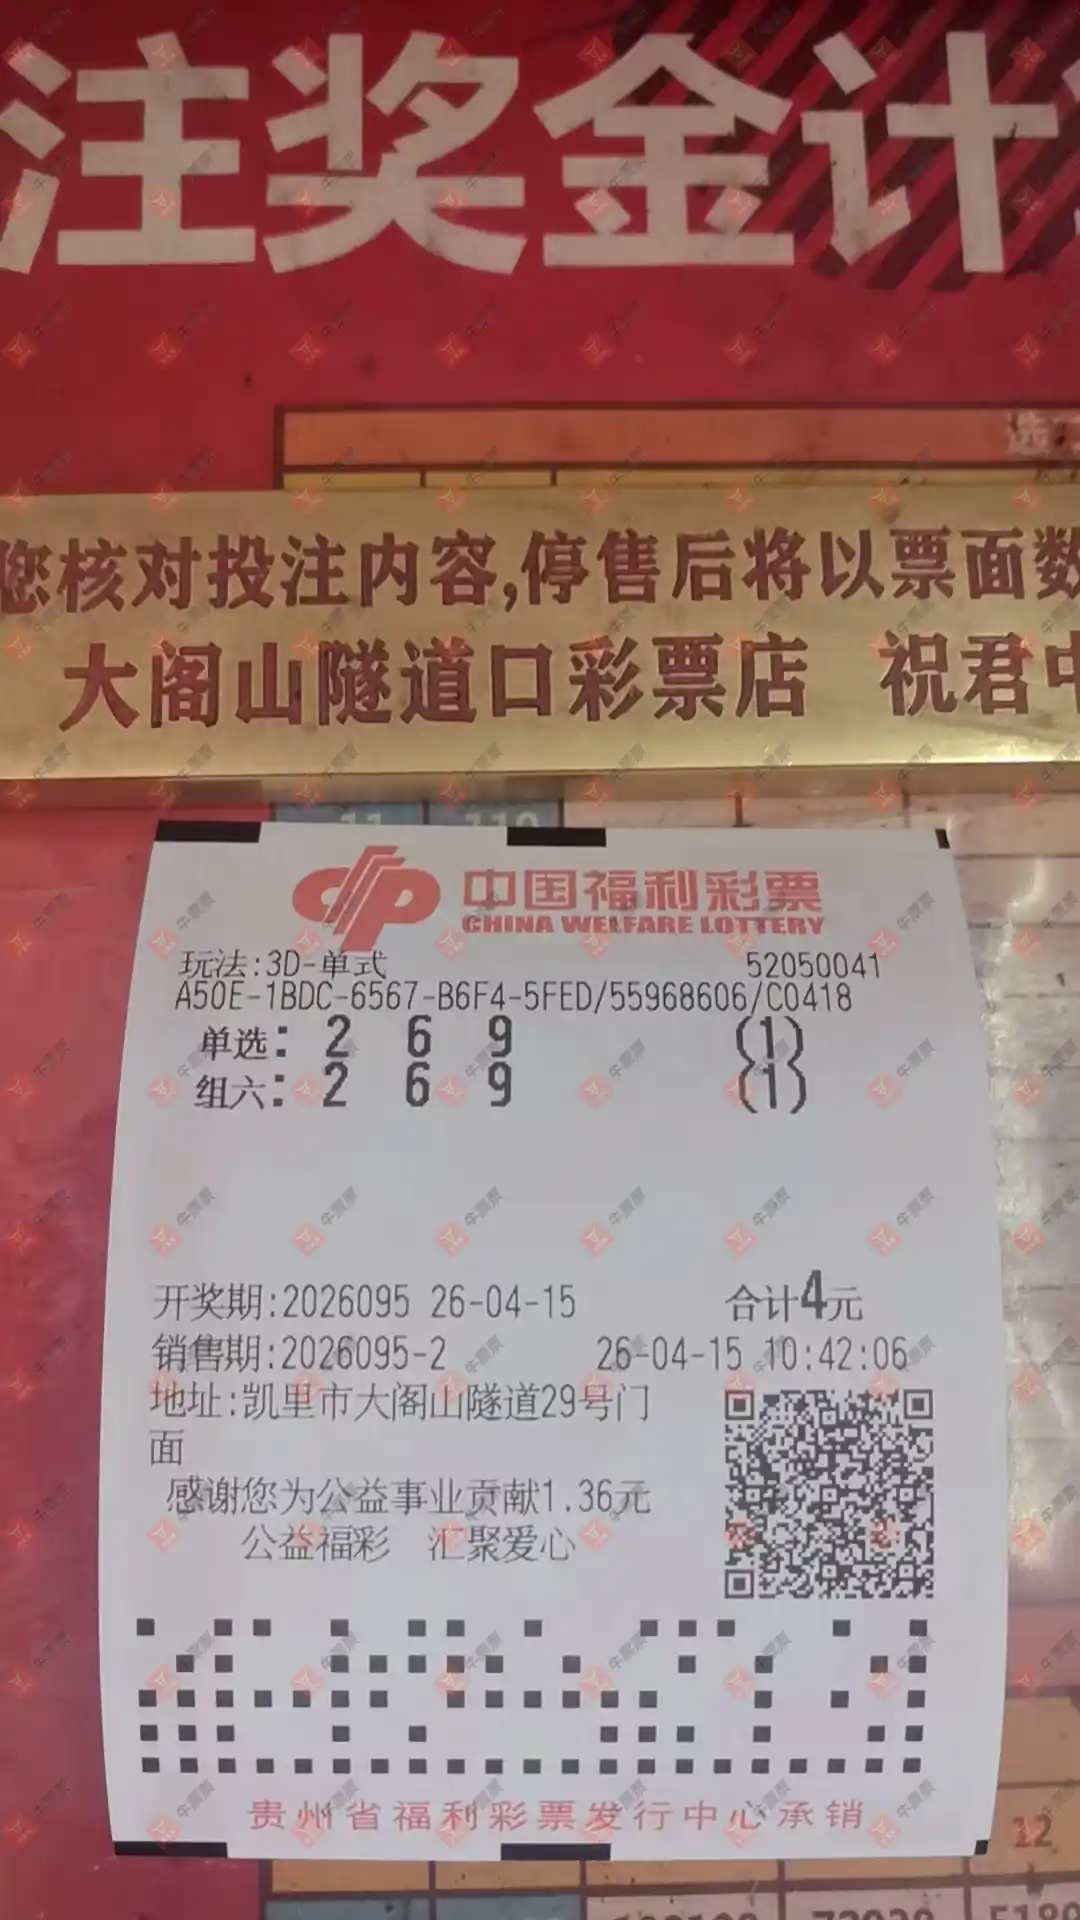 注奖金计
选
您核对投注内容,停售后将以票面数
大阁山隧道口彩票店 祝君中
11 110
中国福利彩票
CHINA WELFARE LOTTERY
玩法:3D-单式 52050041
A50E-1BDC-6567-B6F4-5FED/55968606/C0418
单选: 2 6 9 (1)
组六: 2 6 9 (1)
开奖期:2026095 26-04-15 合计4元
销售期:2026095-2 26-04-15 10:42:06
地址:凯里市大阁山隧道29号门
面
感谢您为公益事业贡献1.36元
公益福彩 汇聚爱心
贵州省福利彩票发行中心承销
12